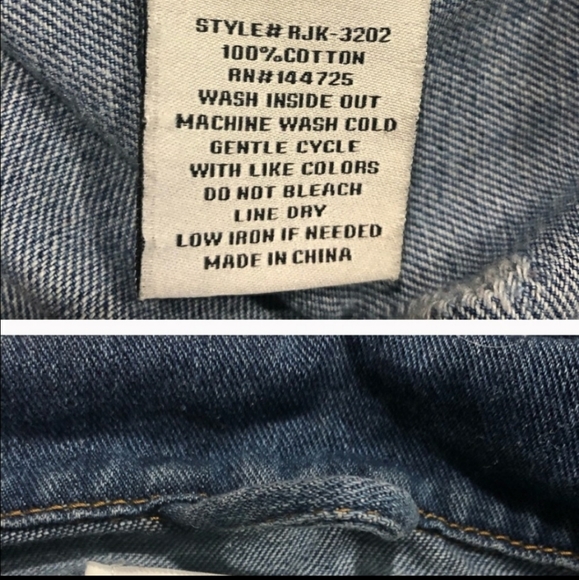 STYLE# RJK-3202
100%COTTON
RN#144725
WASH INSIDE OUT
MACHINE WASH COLD
GENTLE CYCLE
WITH LIKE COLORS
DO NOT BLEACH
LINE DRY
LOW IRON IF NEEDED
MADE IN CHINA